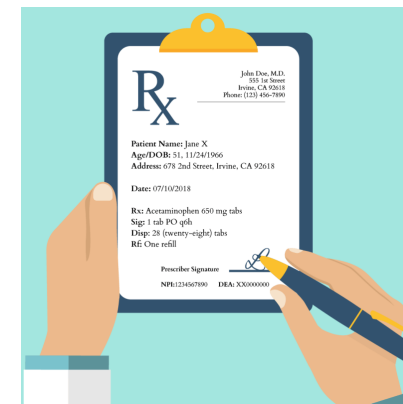 Rx
John Doe, M.D.
555 1st Street
Irvine, CA 92618
Phone: (123) 456-7890
Patient Name: Jane X
Age/DOB: 51, 11/24/1966
Address: 678 2nd Street, Irvine, CA 92618
Date: 07/10/2018
Rx: Acetaminophen 650 mg tabs
Sig: 1 tab PO q6h
Disp: 28 (twenty-eight) tabs
Rf: One refill
Prescriber Signature
NPI:1234567890 DEA: XX0000000